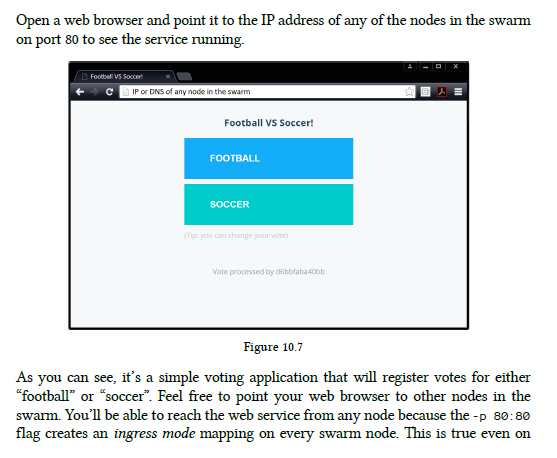 Open a web browser and point it to the IP address of any of the nodes in the swarm
on port 80 to see the service running.
Football VS Soccer!
IP or DNS of any node in the swarm
Football VS Soccer!
FOOTBALL
SOCCER
(Tip: you can change your vote)
Vote processed by d6bbfaba40bb
Figure 10.7
As you can see, it’s a simple voting application that will register votes for either
“football” or “soccer”. Feel free to point your web browser to other nodes in the
swarm. You’ll be able to reach the web service from any node because the -p 80:80
flag creates an ingress mode mapping on every swarm node. This is true even on